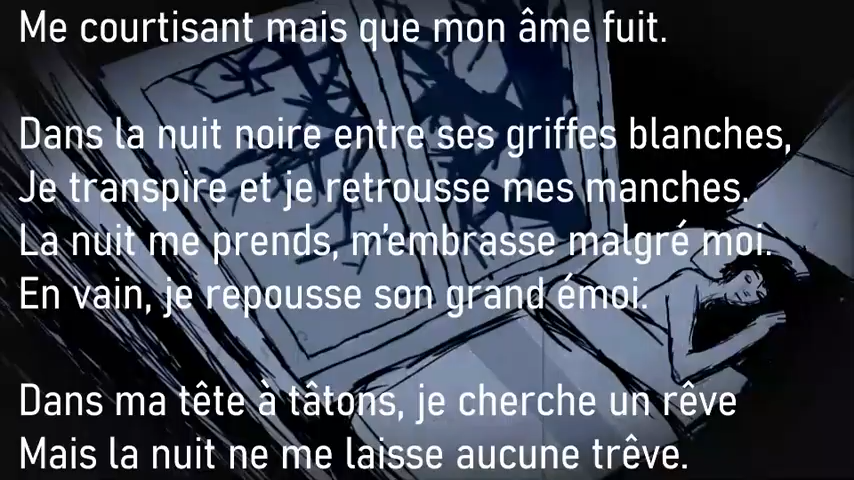 Me courtisant mais que mon âme fuit.
Dans la nuit noire entre ses griffes blanches,
Je transpire et je retrousse mes manches.
La nuit me prends, m'embrasse malgré moi.
En vain, je repousse son grand émoi.
Dans ma tête à tâtons, je cherche un rêve
Mais la nuit ne me laisse aucune trêve.